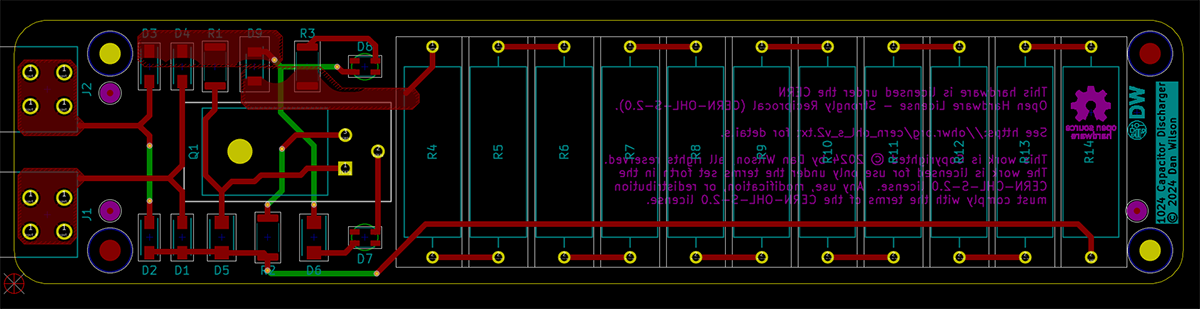 D3 D4 R1 D9 R3
D8
J2
Q1
J1
D2 D1 D5 R2 D6
D7
R4 R5 R6 R7 R8 R9 R10 R11 R12 R13 R14
This hardware is licensed under the CERN
Open Hardware License - Strongly Reciprocal (CERN-OHL-S-2.0).
See https://ohwr.org/cern_ohl_s_v2.txt for details.
This work is copyrighted © 2024 by Dan Wilson all rights reserved.
The work is licensed for use only under the terms set forth in the
CERN-OHL-S-2.0 license. Any use, modification, or redistribution
must comply with the terms of the CERN-OHL-S-2.0 license.
open source
hardware
DW
1024 Capacitor Discharger
© 2024 Dan Wilson